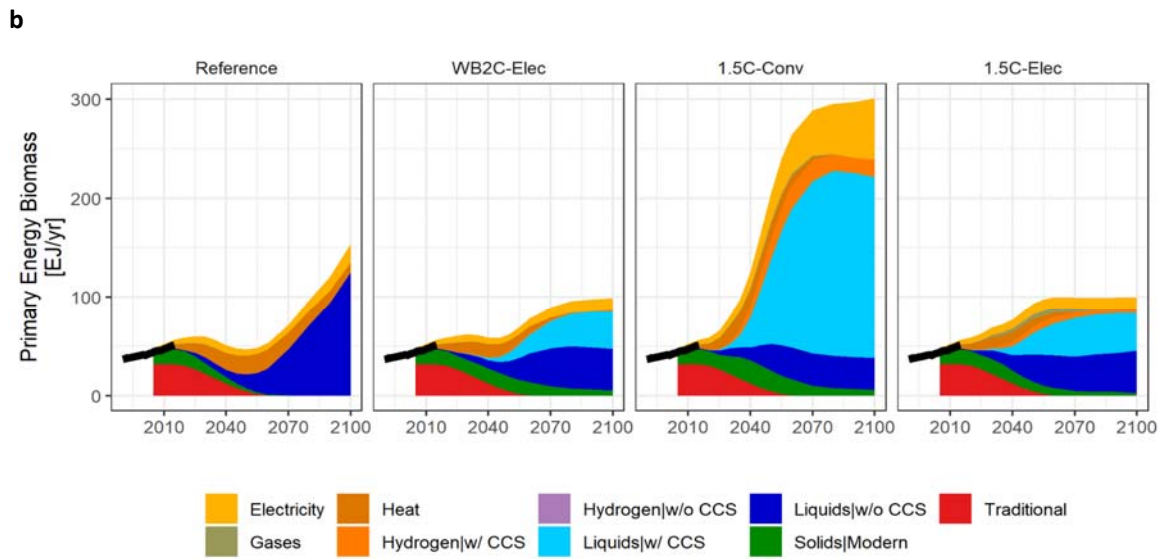 b
Reference
WB2C-Elec
1.5C-Conv
1.5C-Elec
Primary Energy Biomass
[EJ/yr]
300
200
100
0
2010 2040 2070 2100
2010 2040 2070 2100
2010 2040 2070 2100
2010 2040 2070 2100
Electricity
Heat
Hydrogen|w/o CCS
Liquids|w/o CCS
Traditional
Gases
Hydrogen|w/ CCS
Liquids|w/ CCS
Solids|Modern